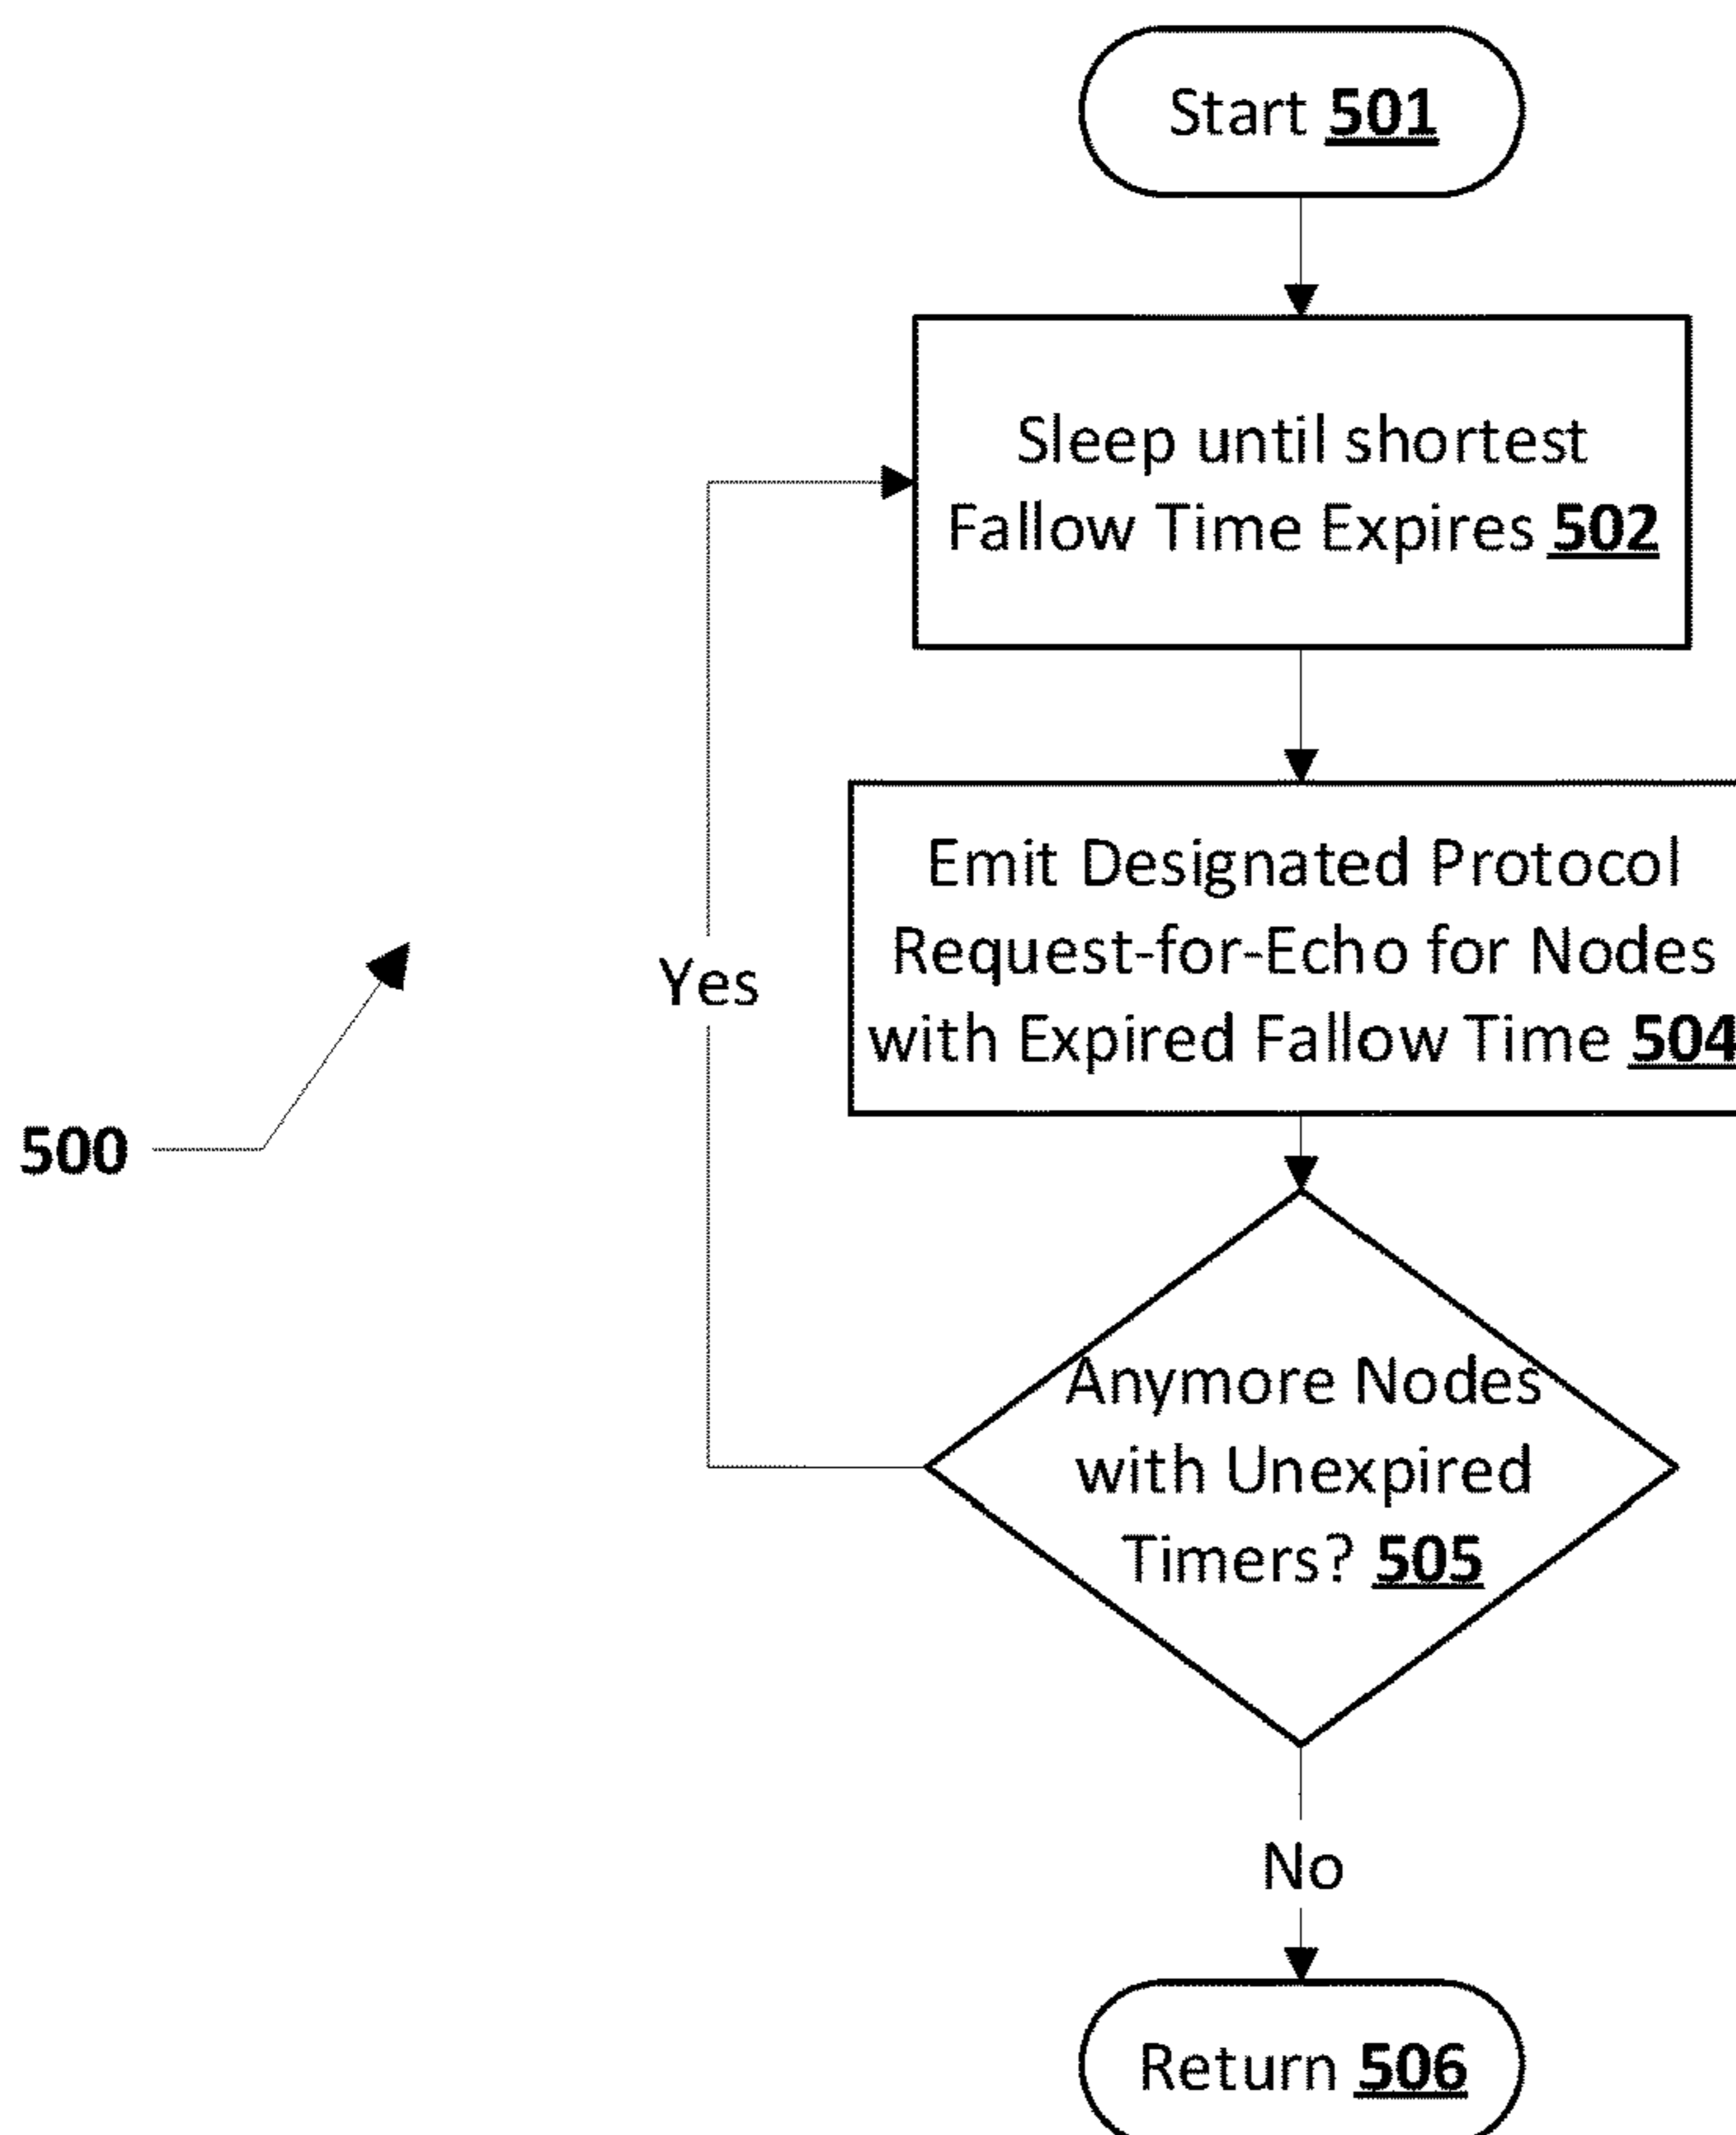 Start 501
Sleep until shortest
Fallow Time Expires 502
Emit Designated Protocol
Request-for-Echo for Nodes
with Expired Fallow Time 504
Yes
500
Anymore Nodes
with Unexpired
Timers? 505
No
Return 506